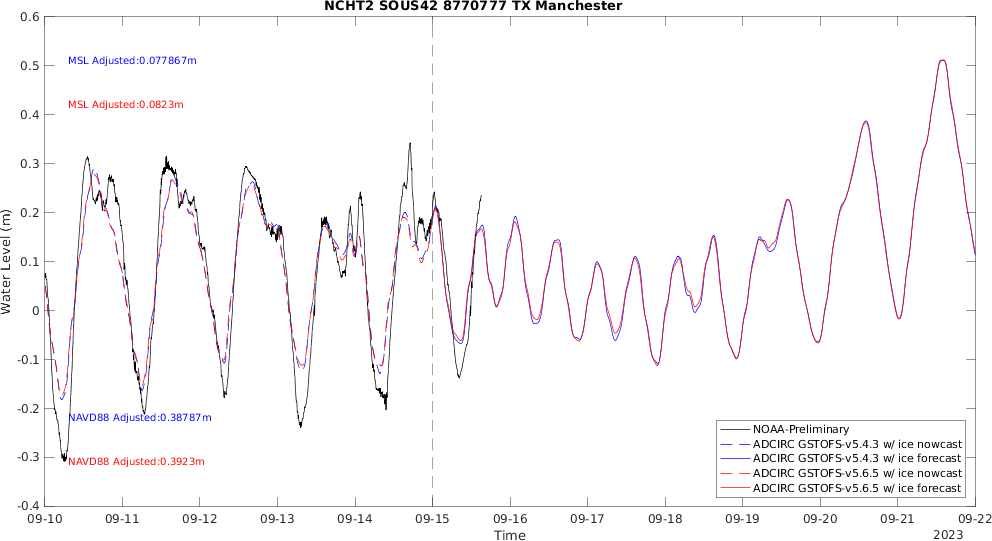 NCHT2 SOUS42 8770777 TX Manchester
0.6
0.5
0.4
0.3
0.2
0.1
0
-0.1
-0.2
-0.3
-0.4
Water Level (m)
MSL Adjusted:0.077867m
MSL Adjusted:0.0823m
NAVD88 Adjusted:0.38787m
NAVD88 Adjusted:0.3923m
NOAA-Preliminary
ADCIRC GSTOFS-v5.4.3 w/ ice nowcast
ADCIRC GSTOFS-v5.4.3 w/ ice forecast
ADCIRC GSTOFS-v5.6.5 w/ ice nowcast
ADCIRC GSTOFS-v5.6.5 w/ ice forecast
09-10 09-11 09-12 09-13 09-14 09-15 09-16 09-17 09-18 09-19 09-20 09-21 09-22
Time
2023